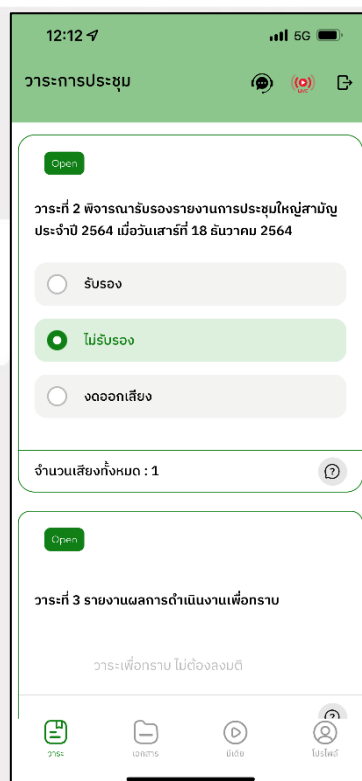 12:12
5G
วาระการประชุม
LIVE
Open
วาระที่ 2 พิจารณารับรองรายงานการประชุมใหญ่สามัญ
ประจำปี 2564 เมื่อวันเสาร์ที่ 18 ธันวาคม 2564
รับรอง
ไม่รับรอง
งดออกเสียง
จำนวนเสียงทั้งหมด : 1
Open
วาระที่ 3 รายงานผลการดำเนินงานเพื่อทราบ
วาระเพื่อทราบ ไม่ต้องลงมติ
วาระ
เอกสาร
มีเดีย
โปรไฟล์